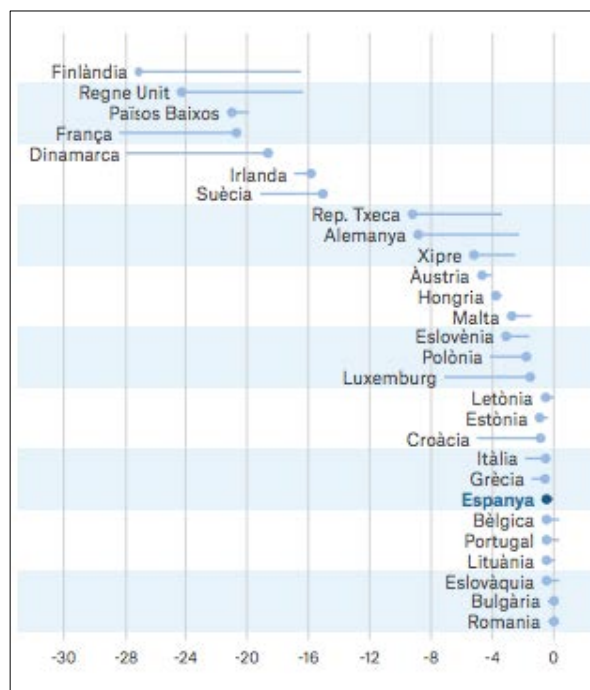 Finlàndia
Regne Unit
Països Baixos
França
Dinamarca
Irlanda
Suècia
Rep. Txeca
Alemanya
Xipre
Àustria
Hongria
Malta
Eslovènia
Polònia
Luxemburg
Letònia
Estònia
Croàcia
Itàlia
Grècia
Espanya
Bèlgica
Portugal
Lituània
Eslovàquia
Bulgària
Romania
-30 -28 -20 -16 -12 -8 -4 0